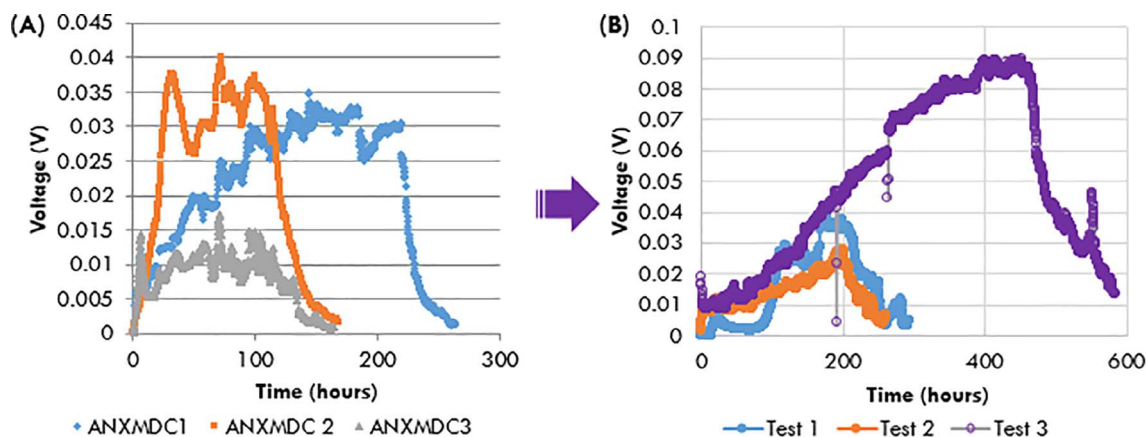 (A)
0.045
0.04
0.035
0.03
0.025
0.02
0.015
0.01
0.005
0
Voltage (V)
0 100 200 300
Time (hours)
ANXMDC1 ANXMDC 2 ANXMDC3
(B)
0.1
0.09
0.08
0.07
0.06
0.05
0.04
0.03
0.02
0.01
0
Voltage (V)
0 200 400 600
Time (hours)
Test 1 Test 2 Test 3